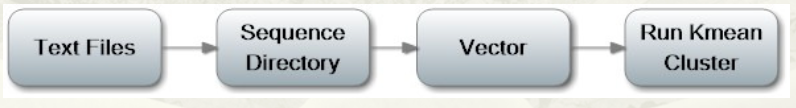 Text Files
Sequence
Directory
Vector
Run Kmean
Cluster